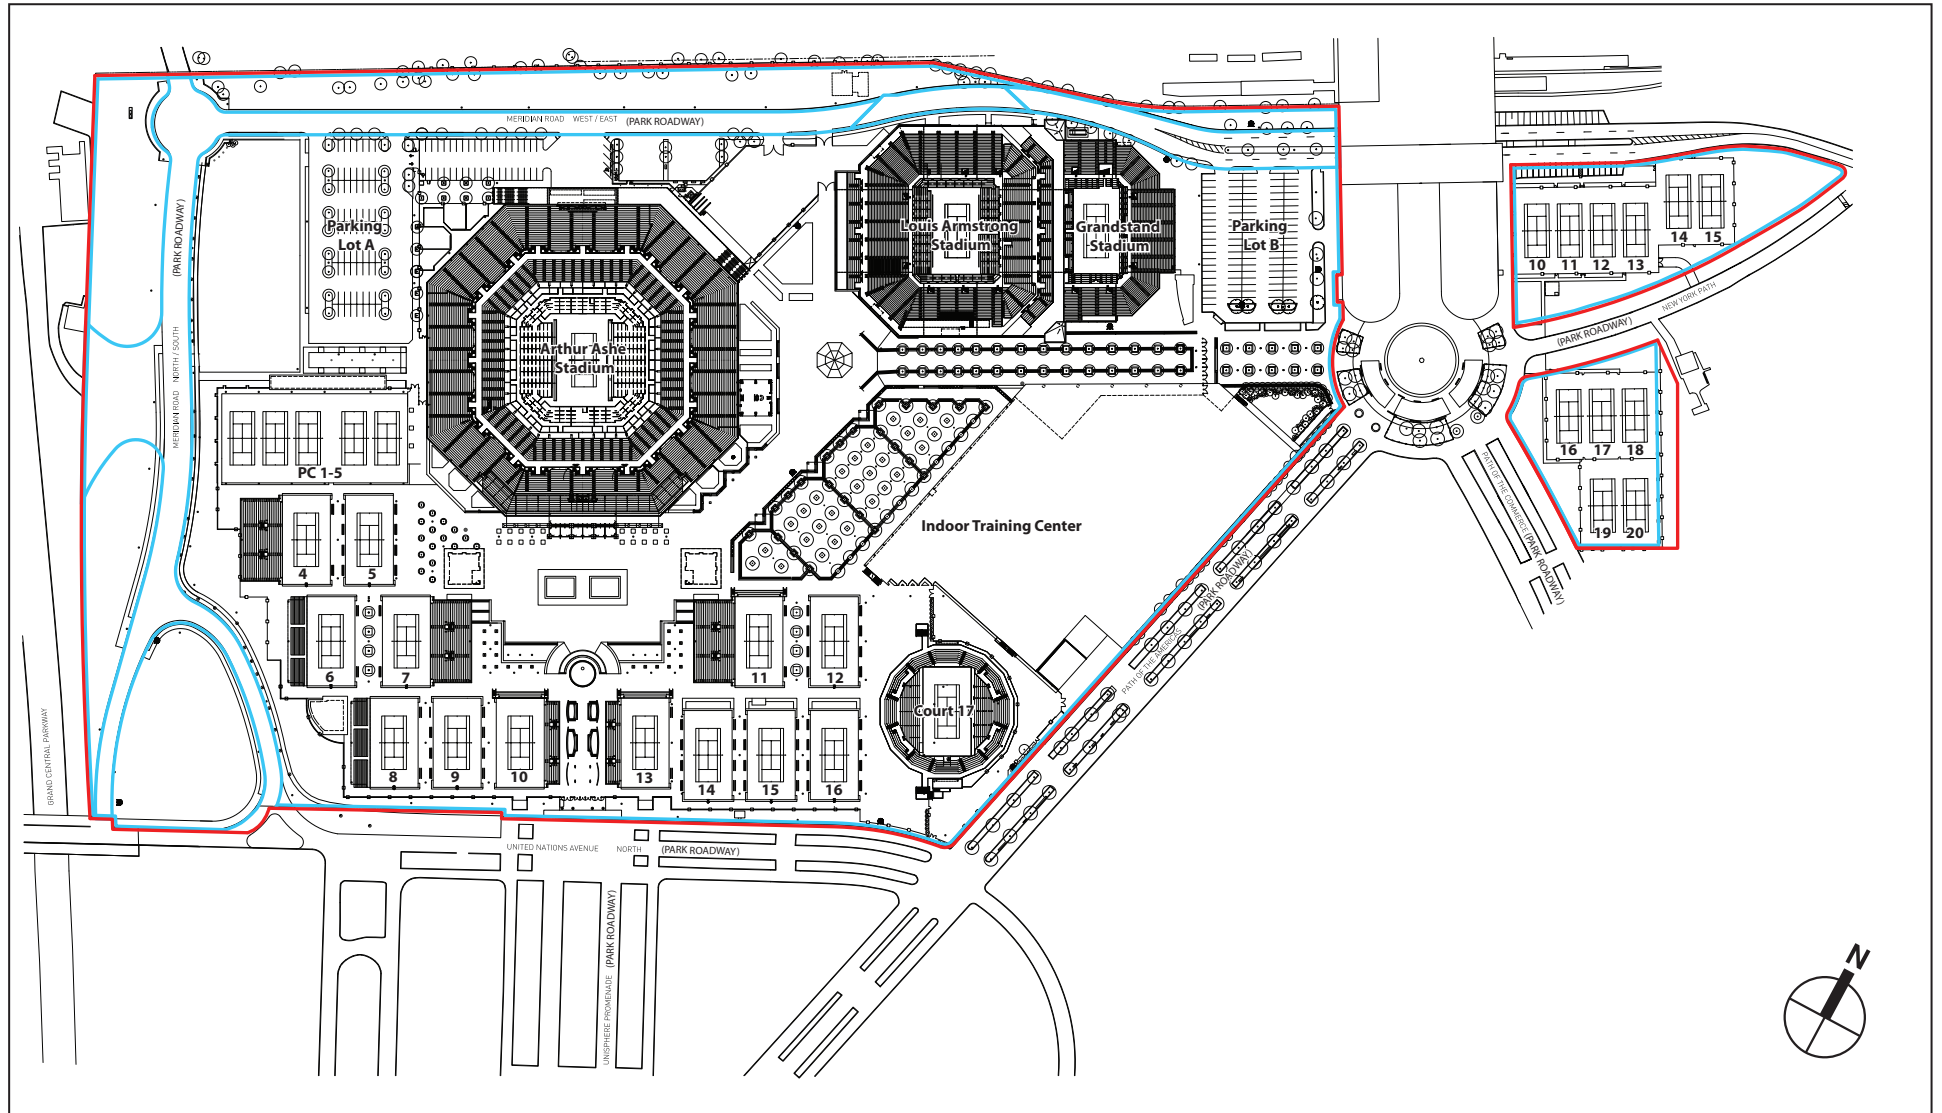 MERIDIAN ROAD WEST / EAST (PARK ROADWAY)
(PARK ROADWAY)
MERIDIAN ROAD NORTH / SOUTH
GRAND CENTRAL PARKWAY
Parking
Lot A
Arthur Ashe
Stadium
Louis Armstrong
Stadium
Grandstand
Stadium
Parking
Lot B
10 11 12 13
14 15
NEW YORK PATH
(PARK ROADWAY)
16 17 18
19 20
PATH OF THE COMMERCE (PARK ROADWAY)
PC 1-5
Indoor Training Center
4 5
6 7
11 12
8 9 10
13
14 15 16
Court 17
PATH OF THE AMERICAS
(PARK ROADWAY)
UNITED NATIONS AVENUE NORTH (PARK ROADWAY)
UNISPHERE PROMENADE (PARK ROADWAY)
N